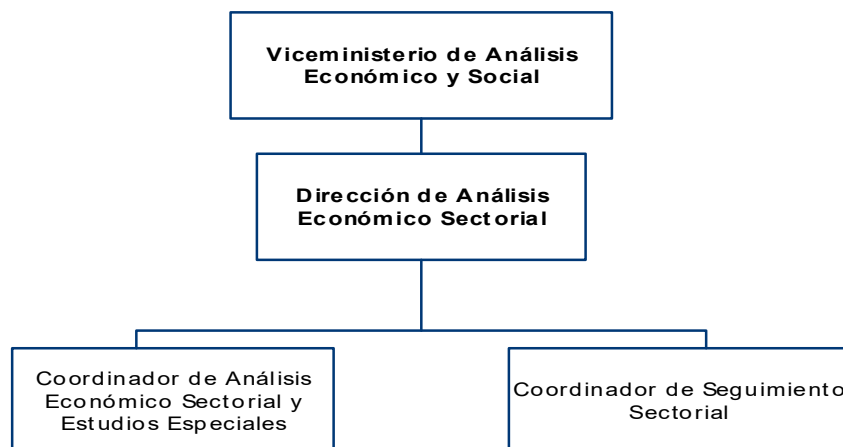 Viceministerio de Análisis
Económico y Social
Dirección de Análisis
Económico Sectorial
Coordinador de Análisis
Económico Sectorial y
Estudios Especiales
Coordinador de Seguimiento
Sectorial